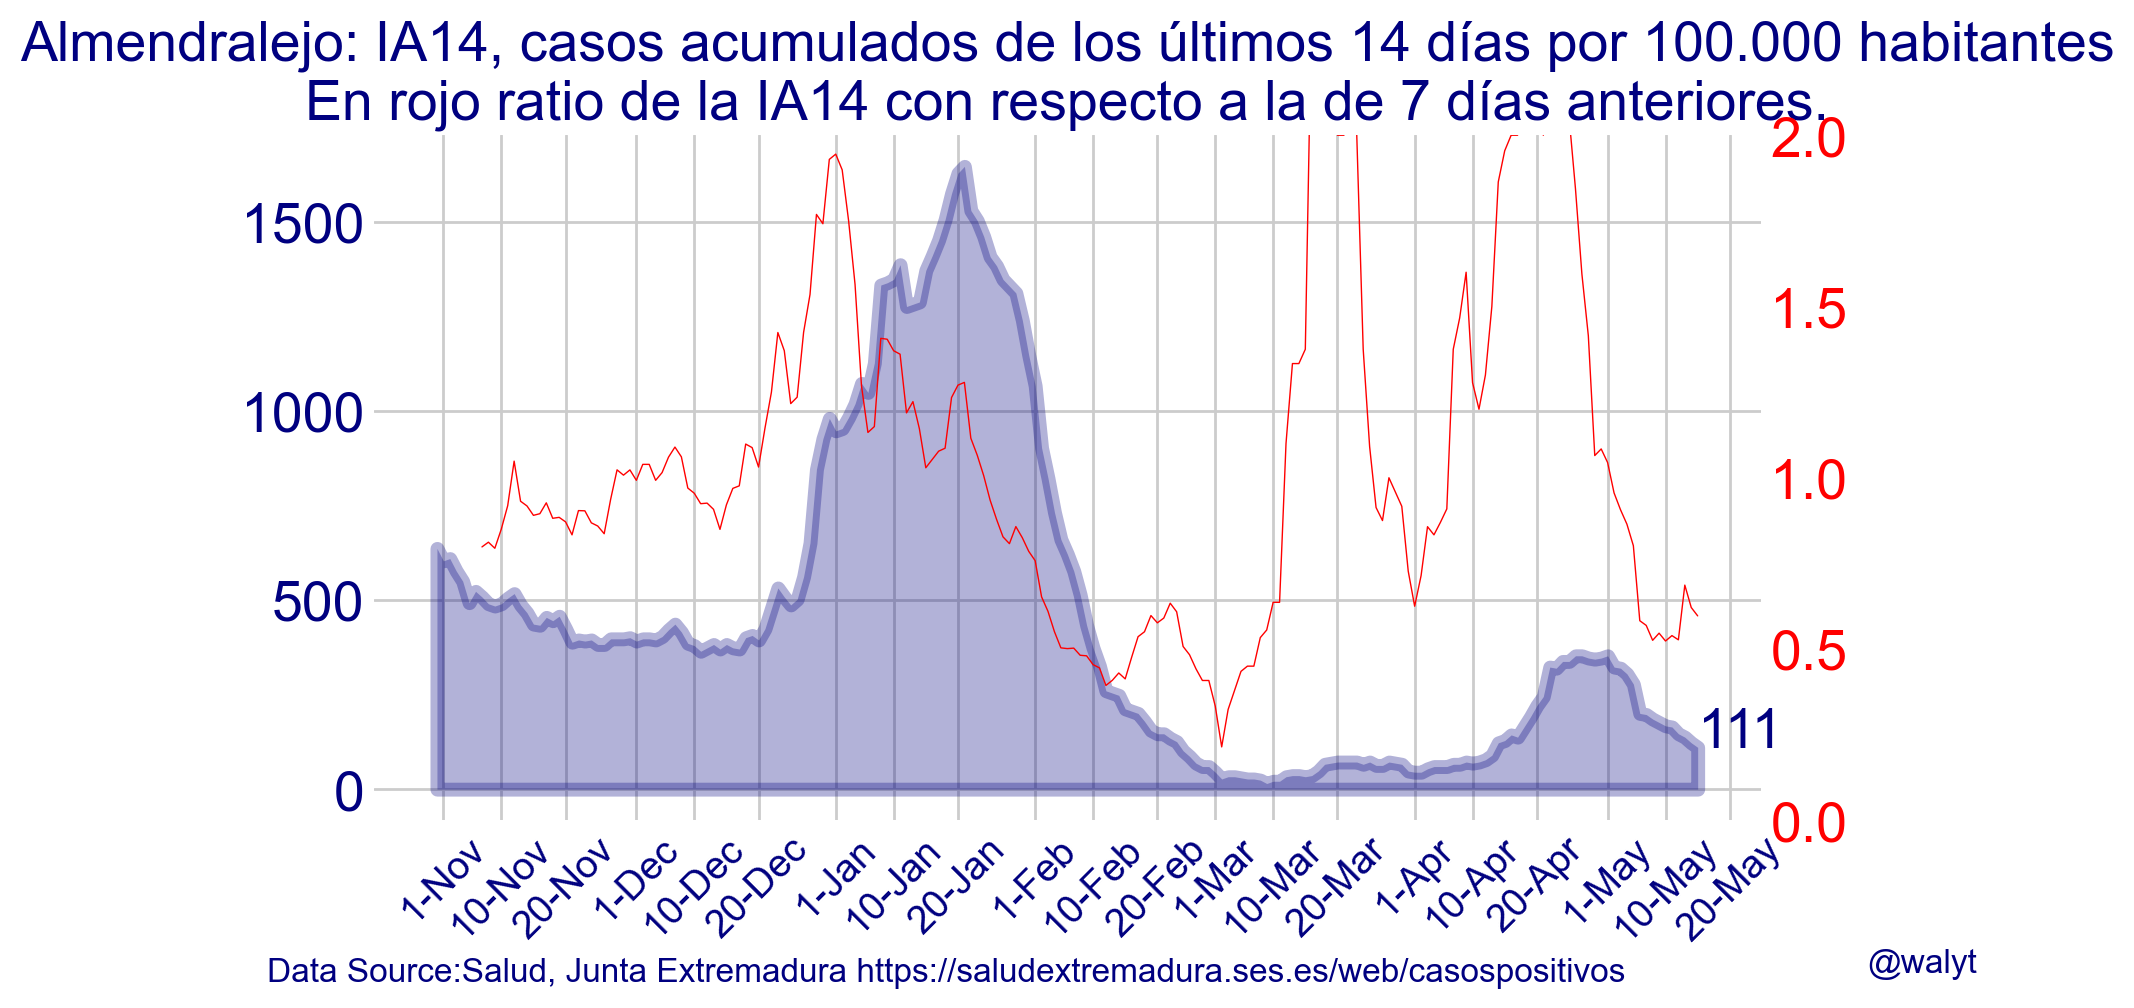 Almendralejo: IA14, casos acumulados de los últimos 14 días por 100.000 habitantes
En rojo ratio de la IA14 con respecto a la de 7 días anteriores.
2.0
1500
1.5
1000
1.0
500
0.5
111
0
0.0
1-Nov
10-Nov
20-Nov
1-Dec
10-Dec
20-Dec
1-Jan
10-Jan
20-Jan
1-Feb
10-Feb
20-Feb
1-Mar
10-Mar
20-Mar
1-Apr
10-Apr
20-Apr
1-May
10-May
20-May
Data Source:Salud, Junta Extremadura https://saludextremadura.ses.es/web/casospositivos
@walyt